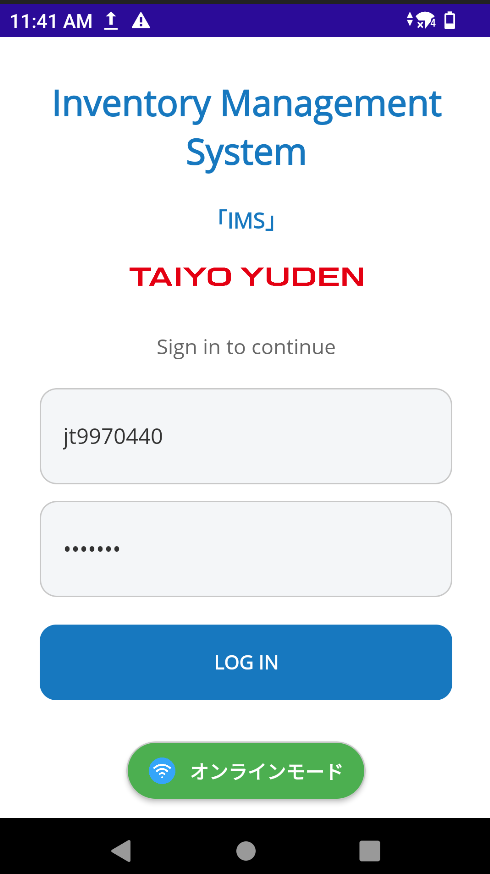 11:41 AM
Inventory Management
System
「IMS」
TAIYO YUDEN
Sign in to continue
jt9970440
•••••••
LOG IN
オンラインモード